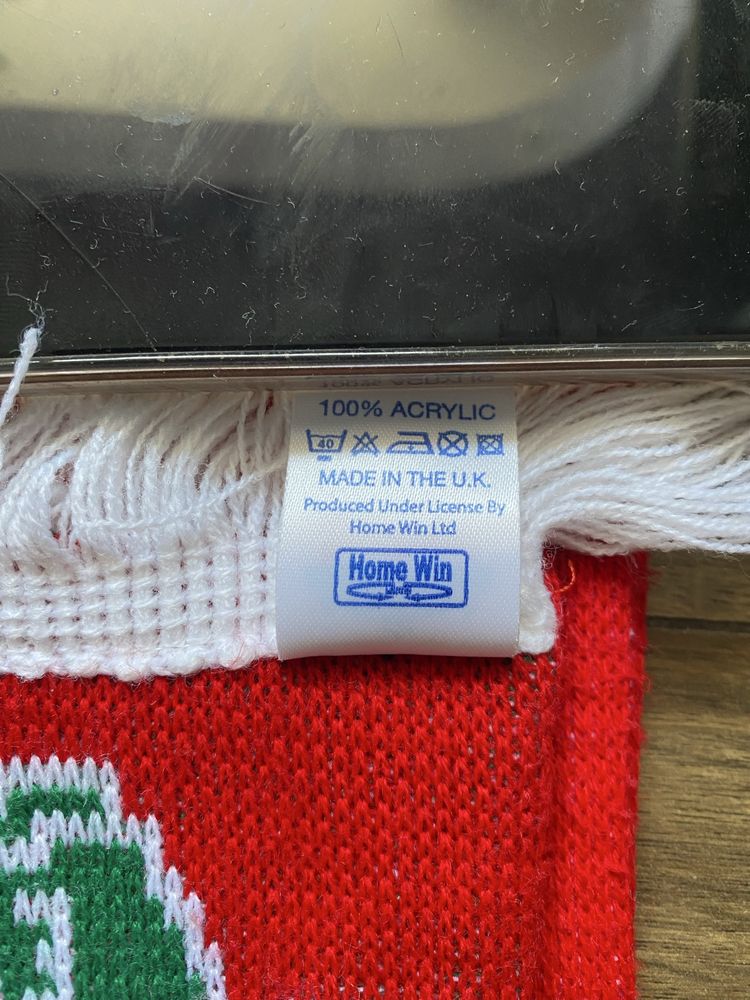 100% ACRYLIC
40
MADE IN THE U.K.
Produced Under License By
Home Win Ltd
Home Win